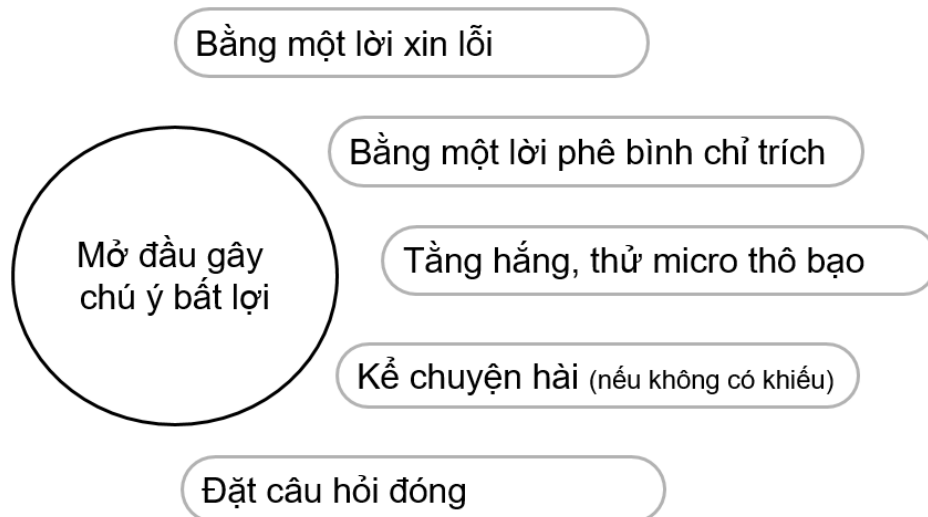 Bằng một lời xin lỗi
Bằng một lời phê bình chỉ trích
Mở đầu gây
chú ý bất lợi
Tằng hắng, thử micro thô bạo
Kể chuyện hài (nếu không có khiếu)
Đặt câu hỏi đóng